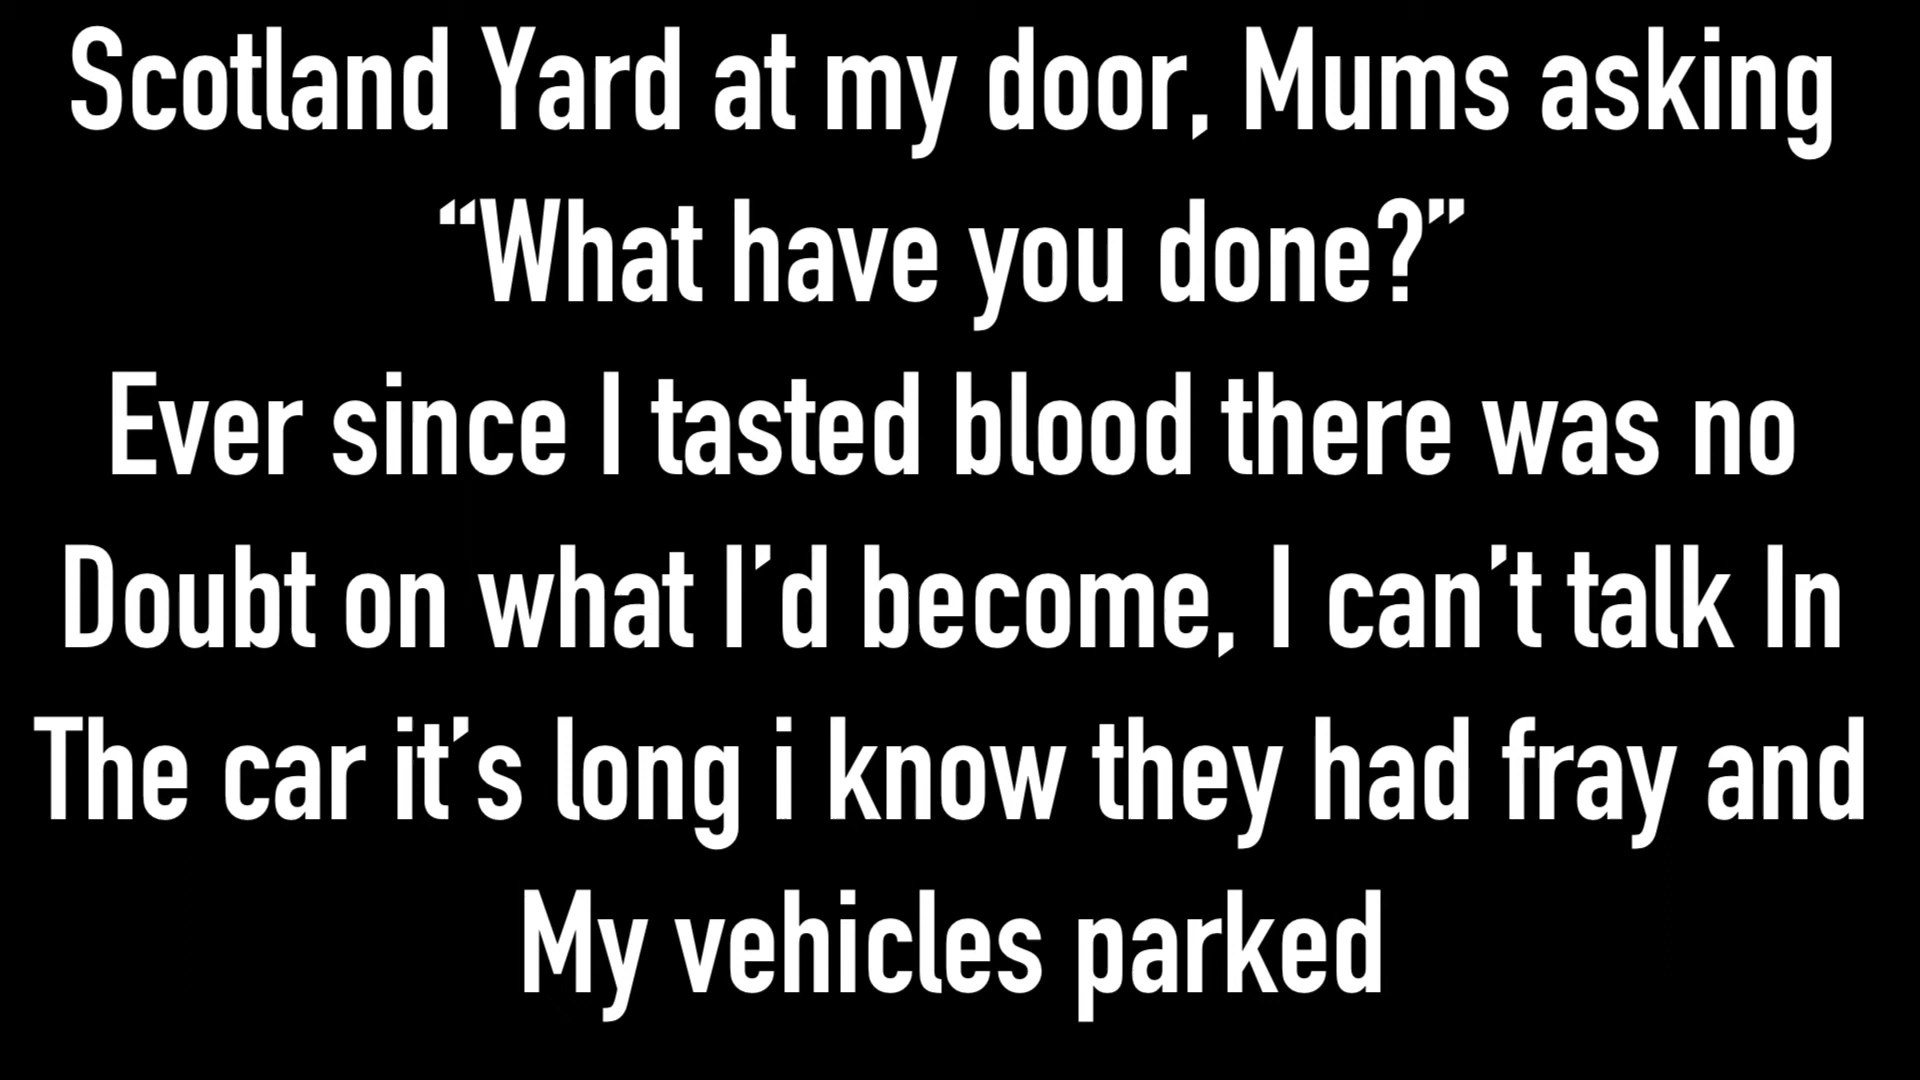 Scotland Yard at my door, Mums asking
“What have you done?”
Ever since I tasted blood there was no
Doubt on what I’d become, I can’t talk In
The car it’s long i know they had fray and
My vehicles parked